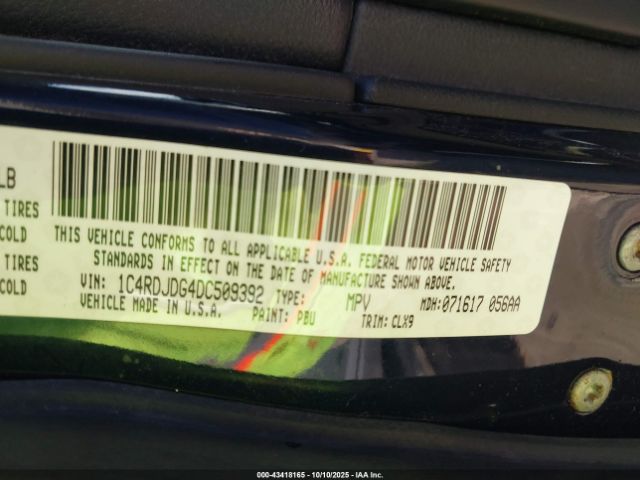 LB
TIRES
COLD
TIRES
COLD
THIS VEHICLE CONFORMS TO ALL APPLICABLE U.S.A. FEDERAL MOTOR VEHICLE SAFETY
STANDARDS IN EFFECT ON THE DATE OF MANUFACTURE SHOWN ABOVE.
VIN: 1C4RDJDG4DC509392 TYPE: MPV MDH:071617 056AA
VEHICLE MADE IN U.S.A. PAINT: PBU TRIM:CLX9
000-43418165 - 10/10/2025 - IAAI, Inc.